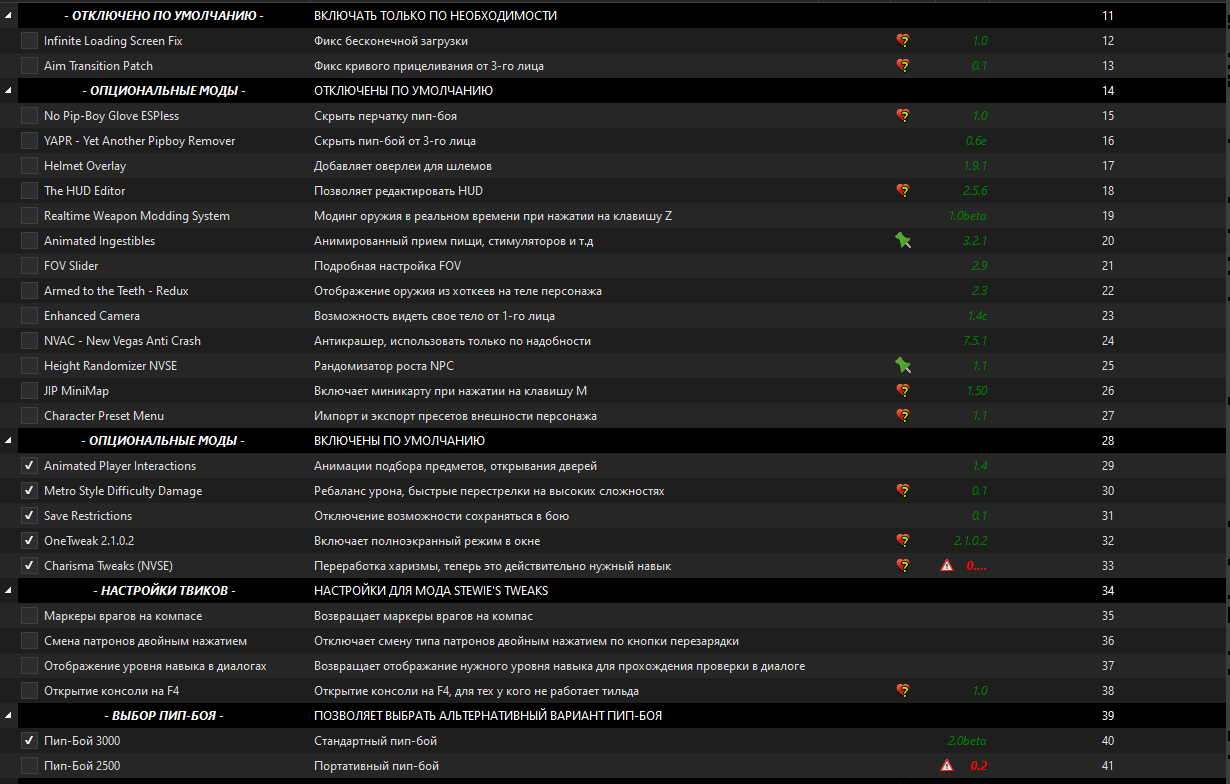 - ОТКЛЮЧЕНО ПО УМОЛЧАНИЮ - ВКЛЮЧАТЬ ТОЛЬКО ПО НЕОБХОДИМОСТИ 11
Infinite Loading Screen Fix Фикс бесконечной загрузки 1.0 12
Aim Transition Patch Фикс кривого прицеливания от 3-го лица 0.1 13
- ОПЦИОНАЛЬНЫЕ МОДЫ - ОТКЛЮЧЕНЫ ПО УМОЛЧАНИЮ 14
No Pip-Boy Glove ESPless Скрыть перчатку пип-боя 1.0 15
YAPR - Yet Another Pipboy Remover Скрыть пип-бой от 3-го лица 0.6e 16
Helmet Overlay Добавляет оверлеи для шлемов 1.9.1 17
The HUD Editor Позволяет редактировать HUD 2.5.6 18
Realtime Weapon Modding System Модинг оружия в реальном времени при нажатии на клавишу Z 1.0beta 19
Animated Ingestibles Анимированный прием пищи, стимуляторов и т.д 3.2.1 20
FOV Slider Подробная настройка FOV 2.9 21
Armed to the Teeth - Redux Отображение оружия из хоткеев на теле персонажа 2.3 22
Enhanced Camera Возможность видеть свое тело от 1-го лица 1.4c 23
NVAC - New Vegas Anti Crash Антикрашер, использовать только по надобности 7.5.1 24
Height Randomizer NVSE Рандомизатор роста NPC 1.1 25
JIP MiniMap Включает миникарту при нажатии на клавишу M 1.50 26
Character Preset Menu Импорт и экспорт пресетов внешности персонажа 1.1 27
- ОПЦИОНАЛЬНЫЕ МОДЫ - ВКЛЮЧЕНЫ ПО УМОЛЧАНИЮ 28
Animated Player Interactions Анимации подбора предметов, открывания дверей 1.4 29
Metro Style Difficulty Damage Ребаланс урона, быстрые перестрелки на высоких сложностях 0.1 30
Save Restrictions Отключение возможности сохраняться в бою 0.1 31
OneTweak 2.1.0.2 Включает полноэкранный режим в окне 2.1.0.2 32
Charisma Tweaks (NVSE) Переработка харизмы, теперь это действительно нужный навык 0.... 33
- НАСТРОЙКИ ТВИКОВ - НАСТРОЙКИ ДЛЯ МОДА STEWIE'S TWEAKS 34
Маркеры врагов на компасе Возвращает маркеры врагов на компас 35
Смена патронов двойным нажатием Отключает смену типа патронов двойным нажатием по кнопки перезарядки 36
Отображение уровня навыка в диалогах Возвращает отображание нужного уровня навыка для прохождения проверки в диалоге 37
Открытие консоли на F4 Открытие консоли на F4, для тех у кого не работает тильда 1.0 38
- ВЫБОР ПИП-БОЯ - ПОЗВОЛЯЕТ ВЫБРАТЬ АЛЬТЕРНАТИВНЫЙ ВАРИАНТ ПИП-БОЯ 39
Пип-Бой 3000 Стандартный пип-бой 2.0beta 40
Пип-Бой 2500 Портативный пип-бой 0.2 41